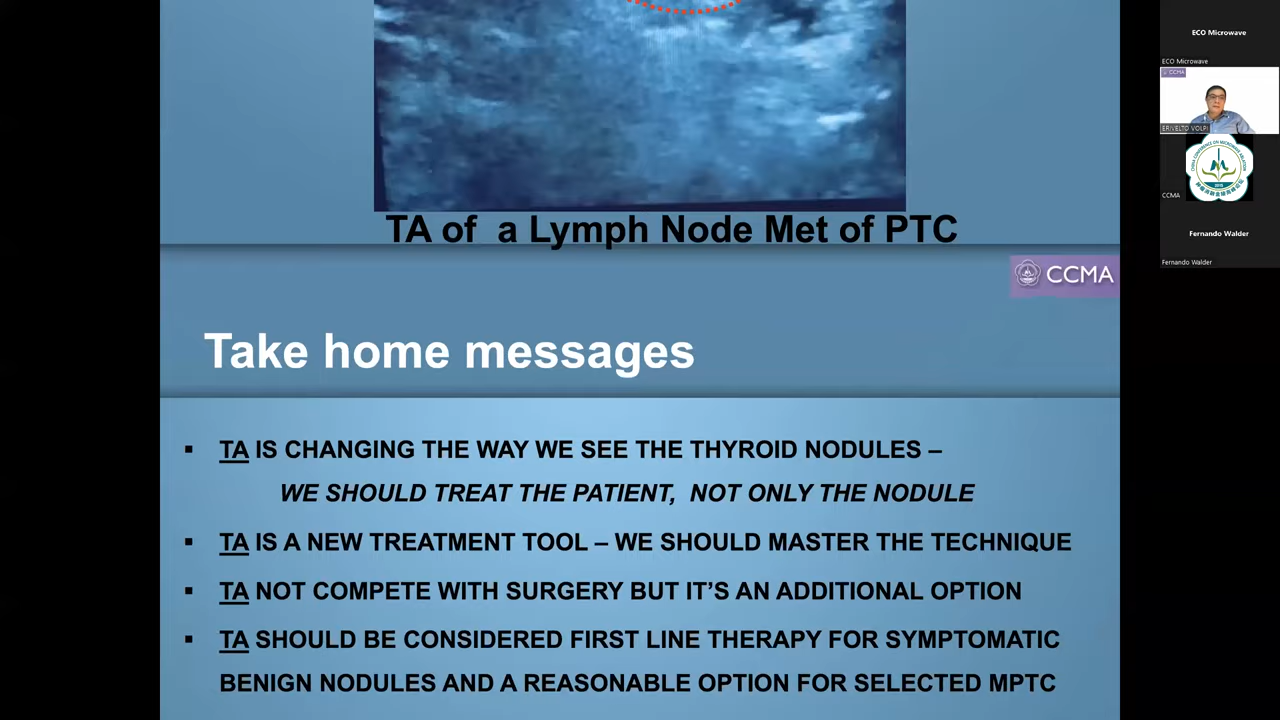 TA of a Lymph Node Met of PTC
CCMA
Take home messages
▪ TA IS CHANGING THE WAY WE SEE THE THYROID NODULES –
WE SHOULD TREAT THE PATIENT, NOT ONLY THE NODULE
▪ TA IS A NEW TREATMENT TOOL – WE SHOULD MASTER THE TECHNIQUE
▪ TA NOT COMPETE WITH SURGERY BUT IT’S AN ADDITIONAL OPTION
▪ TA SHOULD BE CONSIDERED FIRST LINE THERAPY FOR SYMPTOMATIC
BENIGN NODULES AND A REASONABLE OPTION FOR SELECTED MPTC
ECO Microwave
ECO Microwave
CCMA
ERIVELTO VOLPI
CCMA
Fernando Walder
Fernando Walder